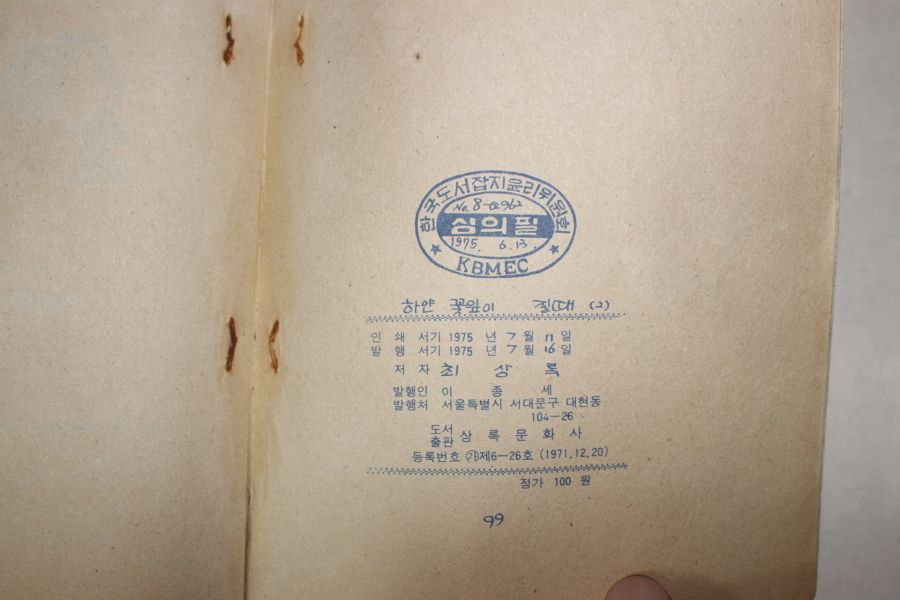 한국도서잡지윤리위원회
No. 8-02962
심의필
1975. 6. 13.
★ KBMEC ★
하얀 꽃잎이 질때 (2)
인쇄 서기 1975 년 7 월 11 일
발행 서기 1975 년 7 월 16 일
저자 최상록
발행인 이종세
발행처 서울특별시 서대문구 대현동
104-26
도서출판 상록문화사
등록번호 ㉮제6-26호 (1971.12.20)
정가 100 원
99